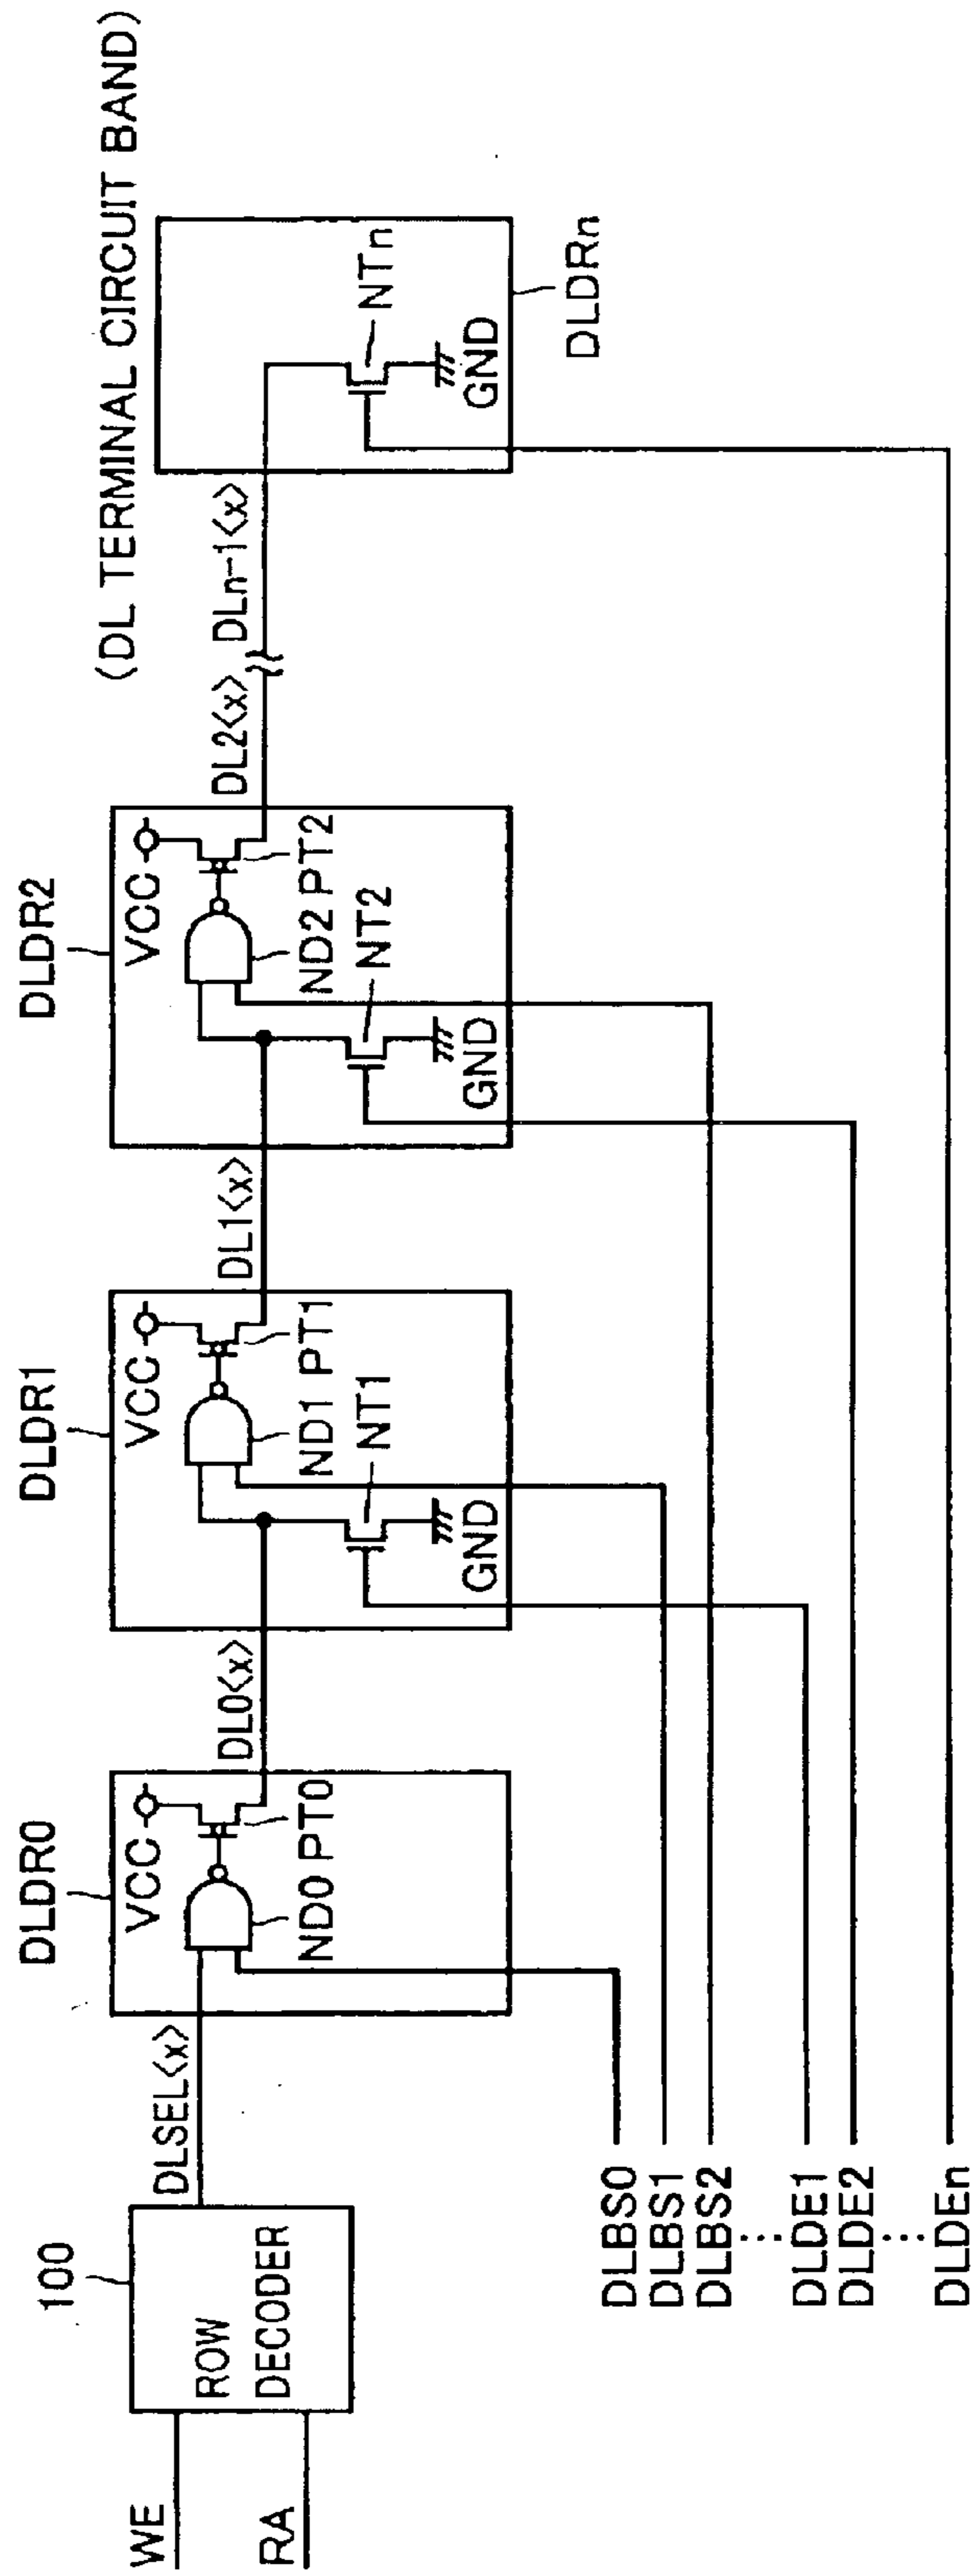 (DL TERMINAL CIRCUIT BAND)
DLDR0
DLDR1
DLDR2
100
WE
RA
ROW
DECODER
DLSEL<x>
VCC
ND0 PT0
DL0<x>
VCC
ND1 PT1
NT1
GND
DL1<x>
VCC
ND2 PT2
NT2
GND
DL2<x>
DLn-1<x>
NTn
GND
DLDRn
DLBS0
DLBS1
DLBS2
DLDE1
DLDE2
DLDEn